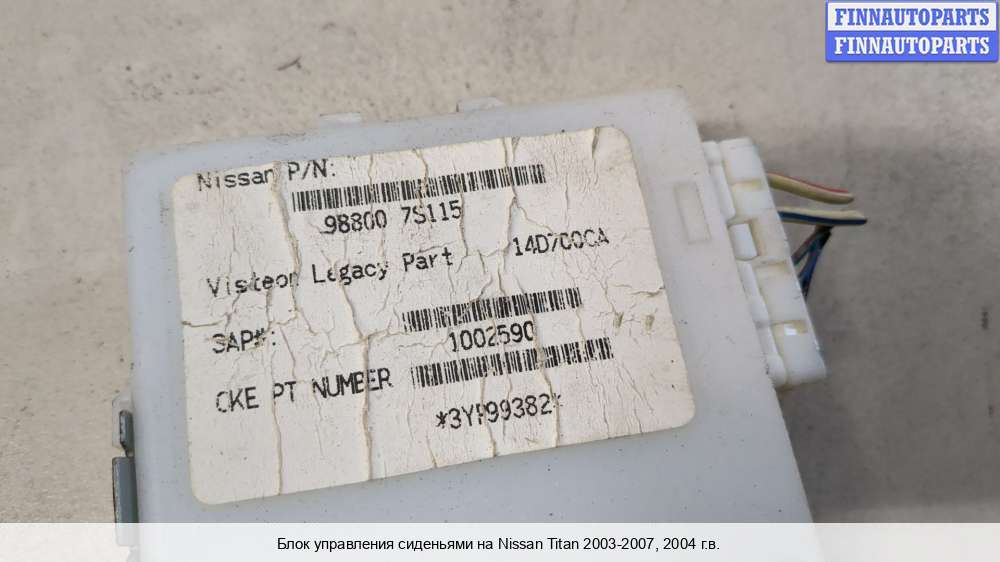 FINNAUTOPARTS
FINNAUTOPARTS
Nissan P/N:
98800 7S115
Visteon Legacy Part 14D700CA
SAP#:
1002590
CKE PT NUMBER
Блок управления сиденьями на Nissan Titan 2003-2007, 2004 г.в.